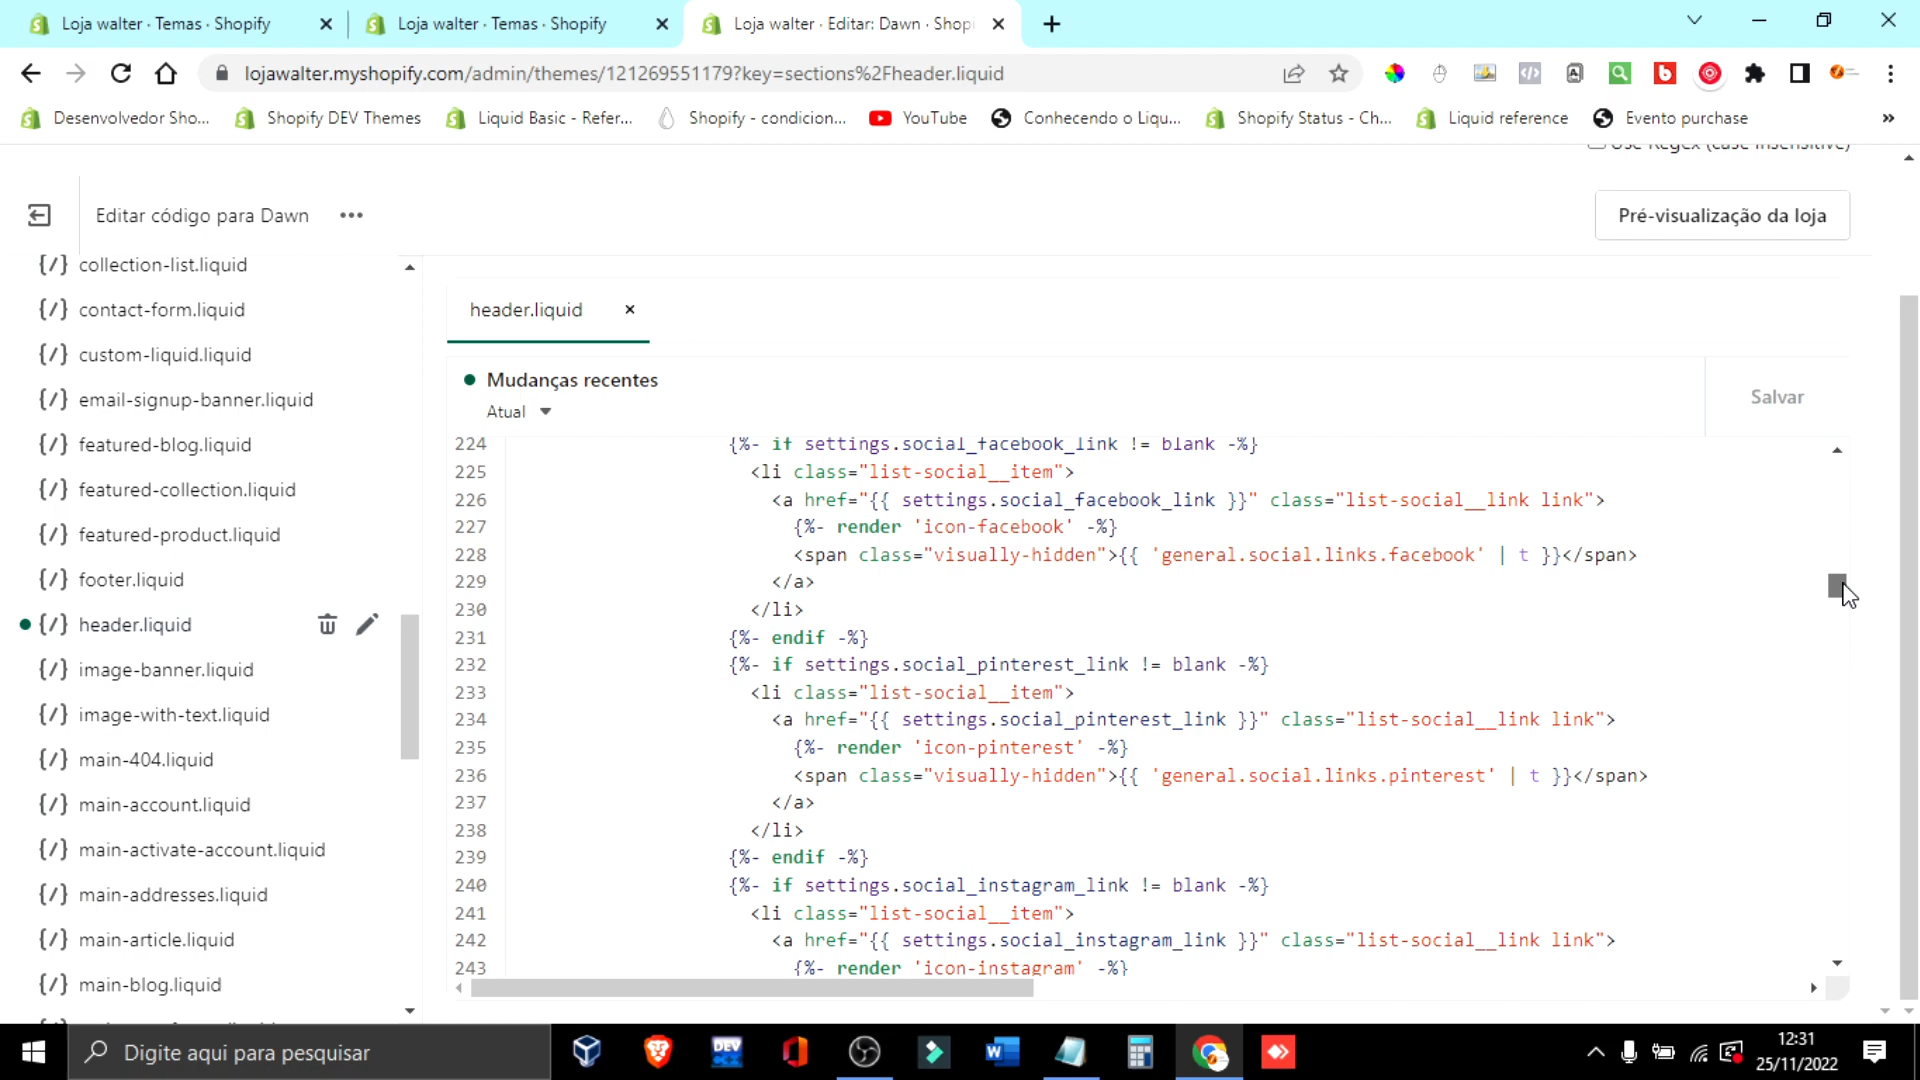 Loja walter · Temas · Shopify
Loja walter · Temas · Shopify
Loja walter · Editar: Dawn · Shopi
lojawalter.myshopify.com/admin/themes/121269551179?key=sections%2Fheader.liquid
Desenvolvedor Sho...
Shopify DEV Themes
Liquid Basic - Refer...
Shopify - condicion...
YouTube
Conhecendo o Liqu...
Shopify Status - Ch...
Liquid reference
Evento purchase
»
Use Regex (case insensitive)
Editar código para Dawn
Pré-visualização da loja
{/} collection-list.liquid
{/} contact-form.liquid
{/} custom-liquid.liquid
{/} email-signup-banner.liquid
{/} featured-blog.liquid
{/} featured-collection.liquid
{/} featured-product.liquid
{/} footer.liquid
{/} header.liquid
{/} image-banner.liquid
{/} image-with-text.liquid
{/} main-404.liquid
{/} main-account.liquid
{/} main-activate-account.liquid
{/} main-addresses.liquid
{/} main-article.liquid
{/} main-blog.liquid
header.liquid
Mudanças recentes
Atual
Salvar
224 {%- if settings.social_facebook_link != blank -%}
225 <li class="list-social__item">
226 <a href="{{ settings.social_facebook_link }}" class="list-social__link link">
227 {%- render 'icon-facebook' -%}
228 <span class="visually-hidden">{{ 'general.social.links.facebook' | t }}</span>
229 </a>
230 </li>
231 {%- endif -%}
232 {%- if settings.social_pinterest_link != blank -%}
233 <li class="list-social__item">
234 <a href="{{ settings.social_pinterest_link }}" class="list-social__link link">
235 {%- render 'icon-pinterest' -%}
236 <span class="visually-hidden">{{ 'general.social.links.pinterest' | t }}</span>
237 </a>
238 </li>
239 {%- endif -%}
240 {%- if settings.social_instagram_link != blank -%}
241 <li class="list-social__item">
242 <a href="{{ settings.social_instagram_link }}" class="list-social__link link">
243 {%- render 'icon-instagram' -%}
Digite aqui para pesquisar
DEV
12:31
25/11/2022